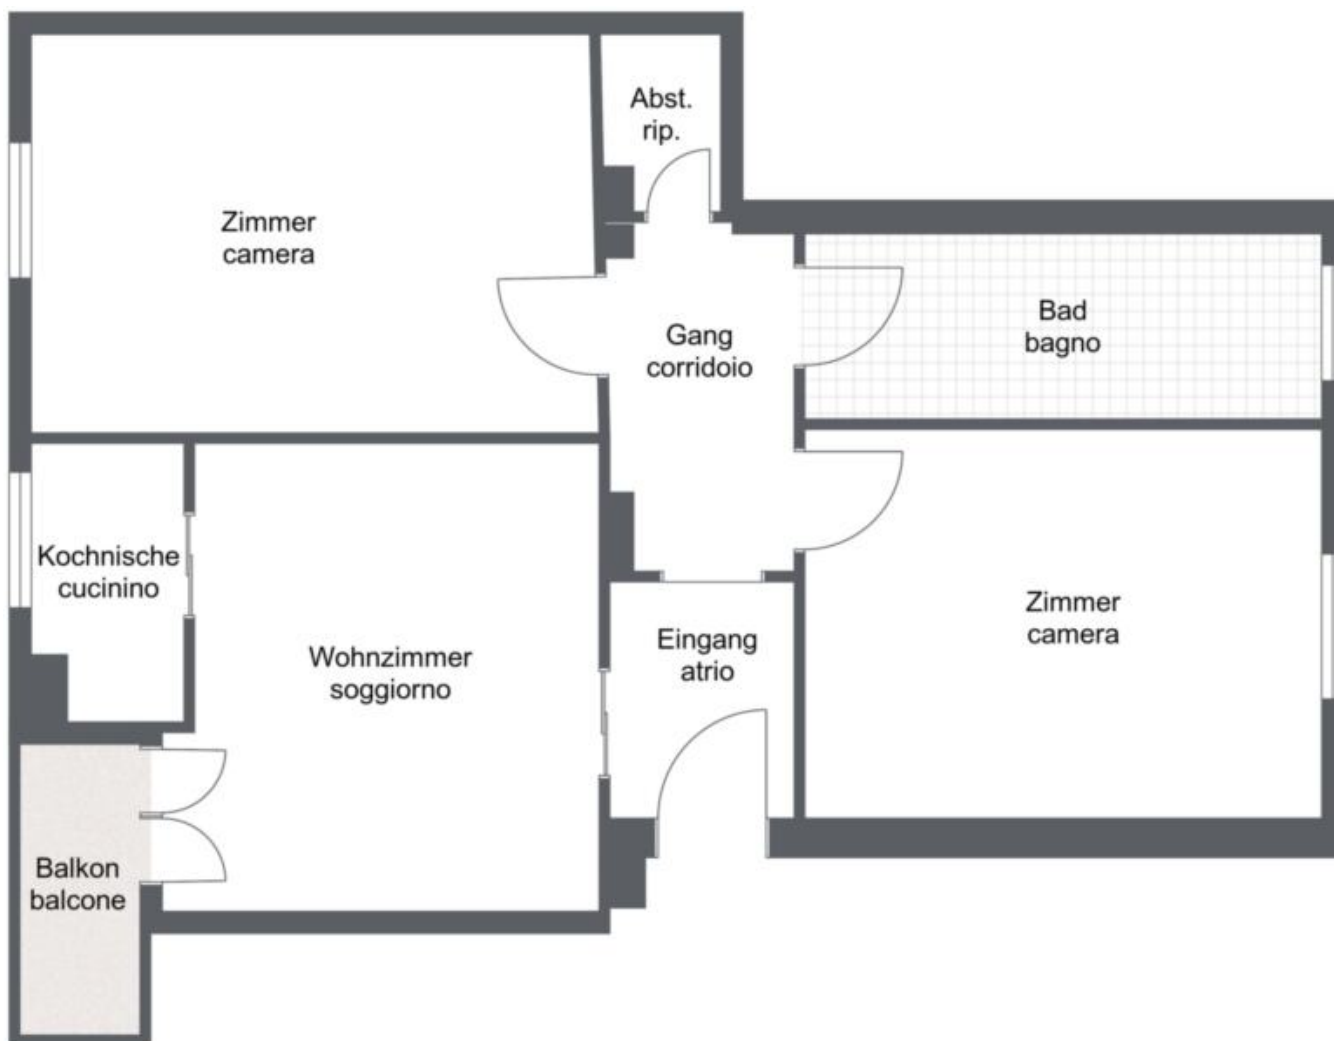 Abst.
rip.
Zimmer
camera
Bad
bagno
Gang
corridoio
Kochnische
cucinino
Zimmer
camera
Eingang
atrio
Wohnzimmer
soggiorno
Balkon
balcone